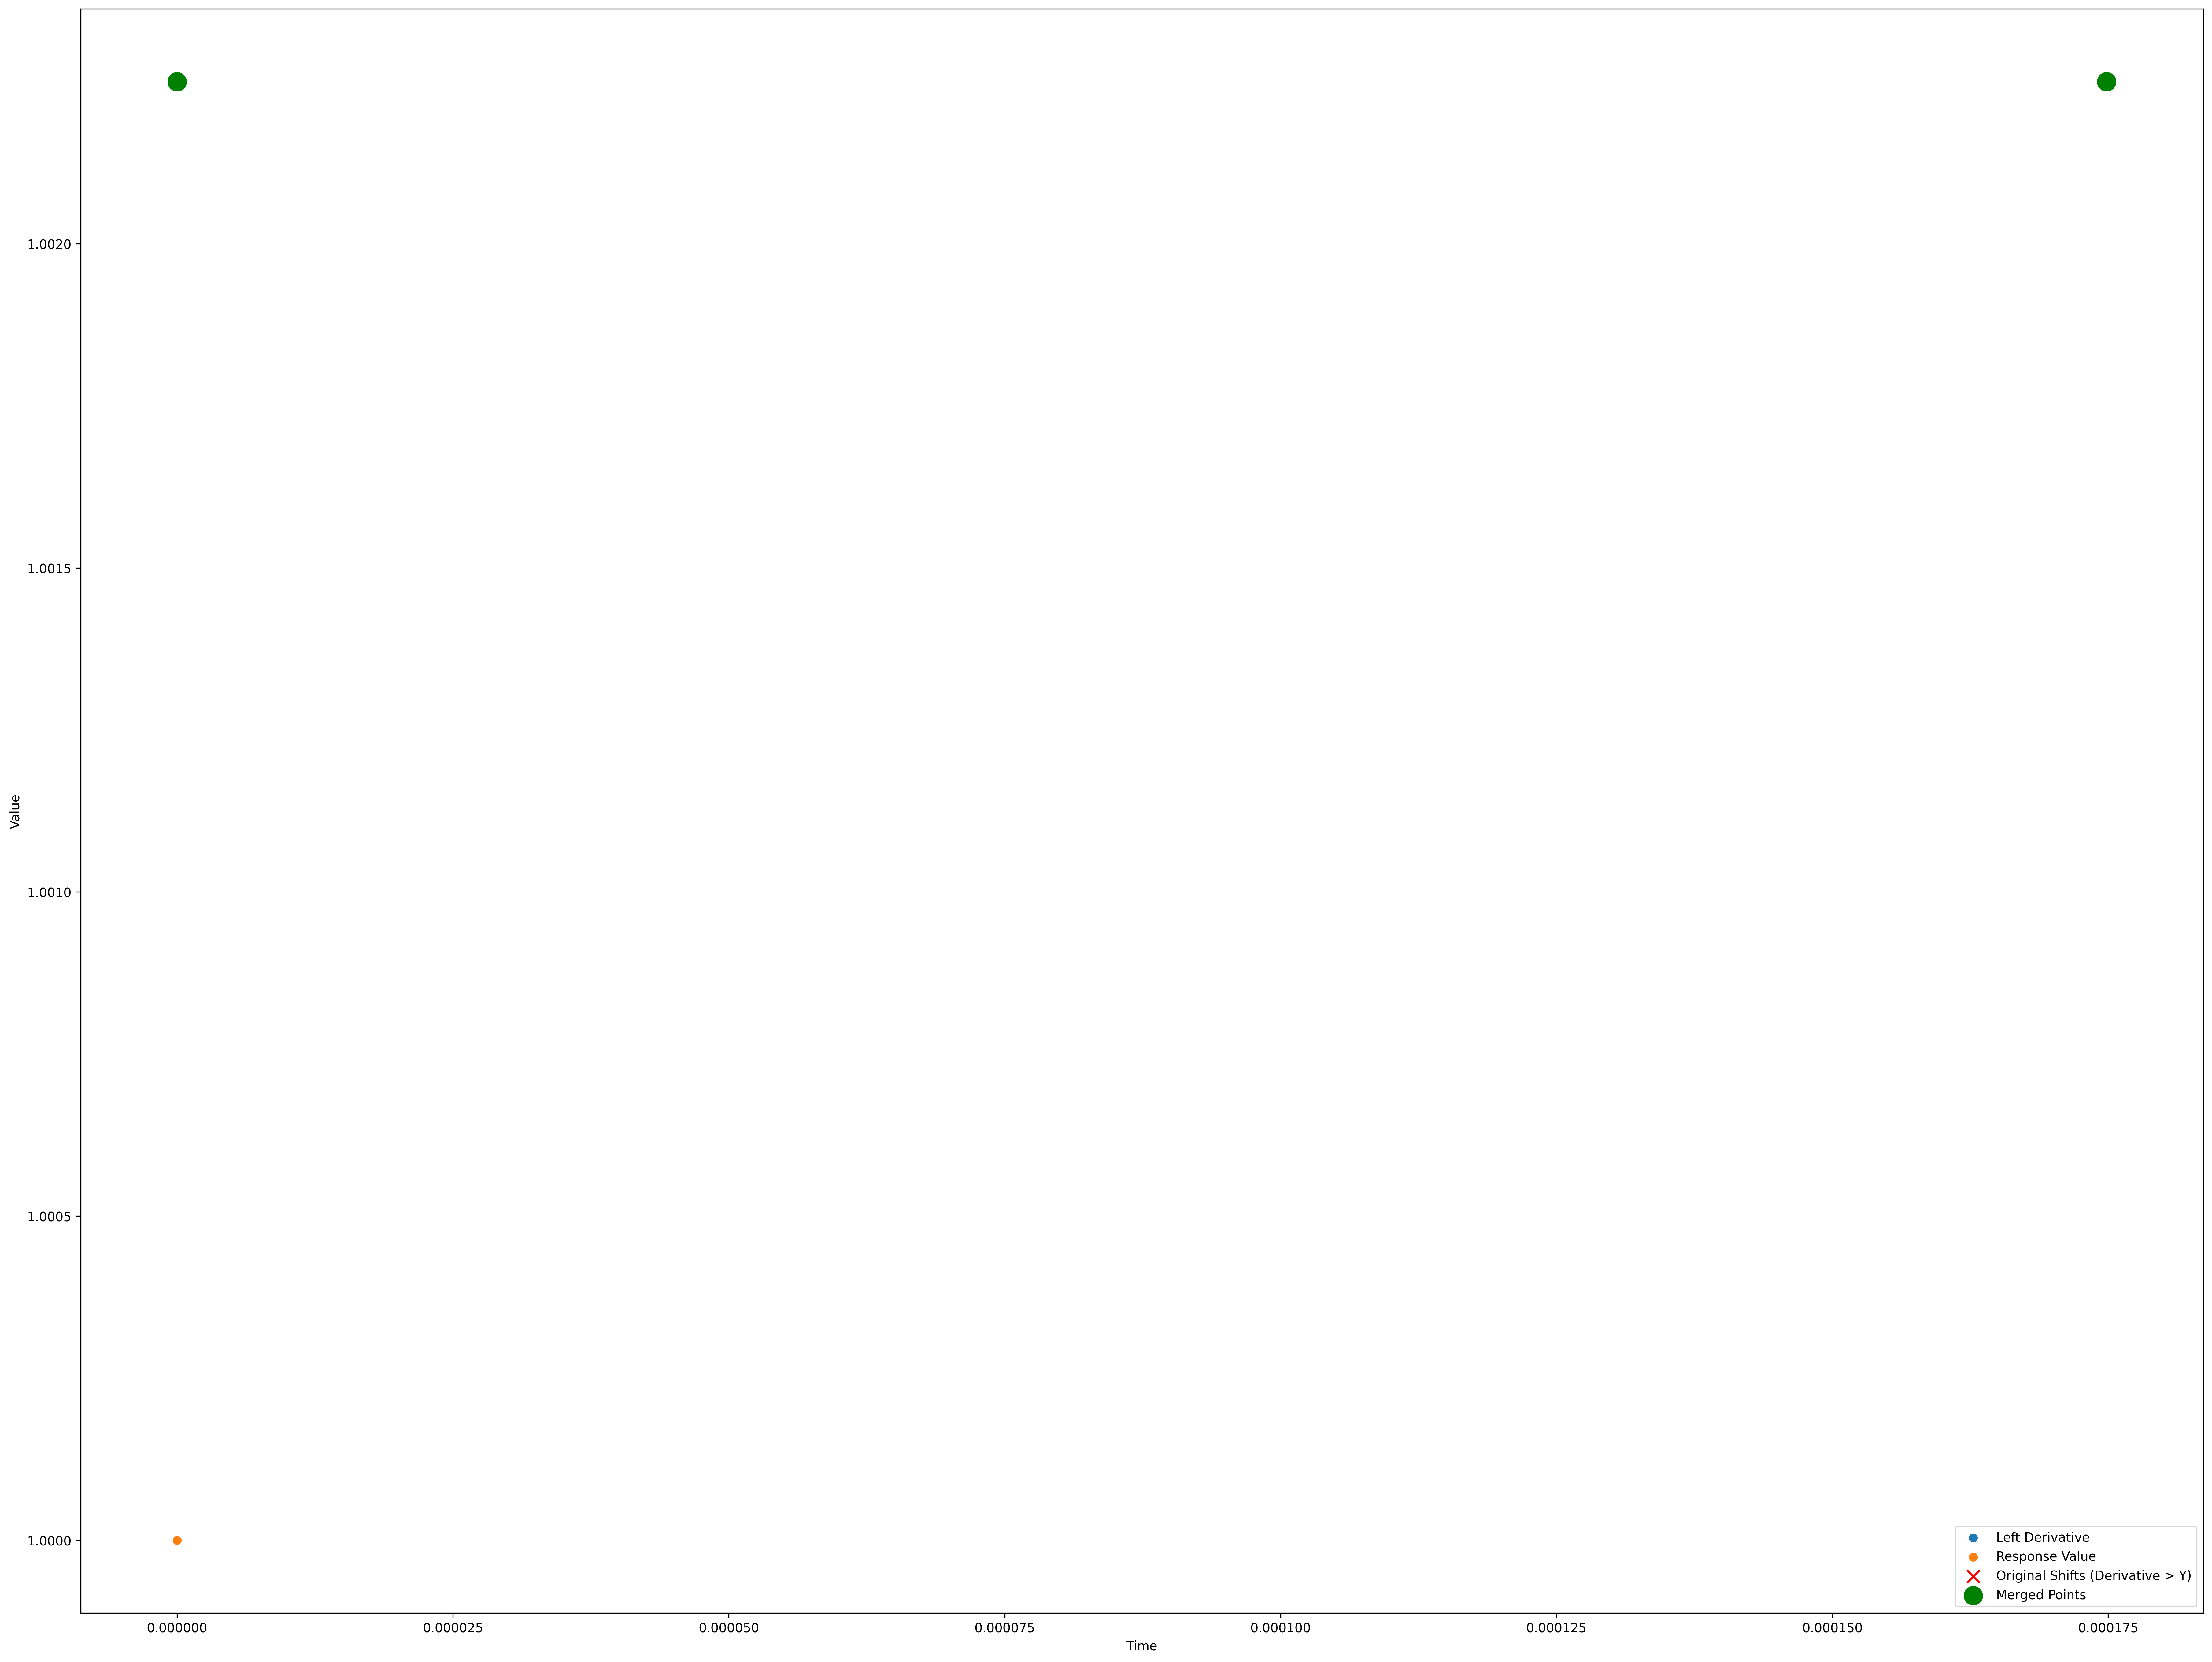 1.0020
1.0015
1.0010
1.0005
1.0000
Value
0.000000 0.000025 0.000050 0.000075 0.000100 0.000125 0.000150 0.000175
Time
Left Derivative
Response Value
Original Shifts (Derivative > Y)
Merged Points